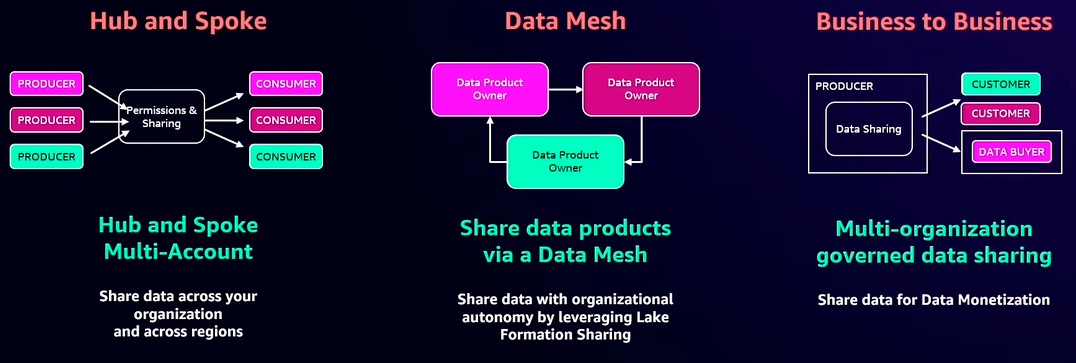 Hub and Spoke
PRODUCER
PRODUCER
PRODUCER
Permissions &
Sharing
CONSUMER
CONSUMER
CONSUMER
Hub and Spoke
Multi-Account
Share data across your
organization
and across regions
Data Mesh
Data Product
Owner
Data Product
Owner
Data Product
Owner
Share data products
via a Data Mesh
Share data with organizational
autonomy by leveraging Lake
Formation Sharing
Business to Business
PRODUCER
Data Sharing
CUSTOMER
CUSTOMER
DATA BUYER
Multi-organization
governed data sharing
Share data for Data Monetization